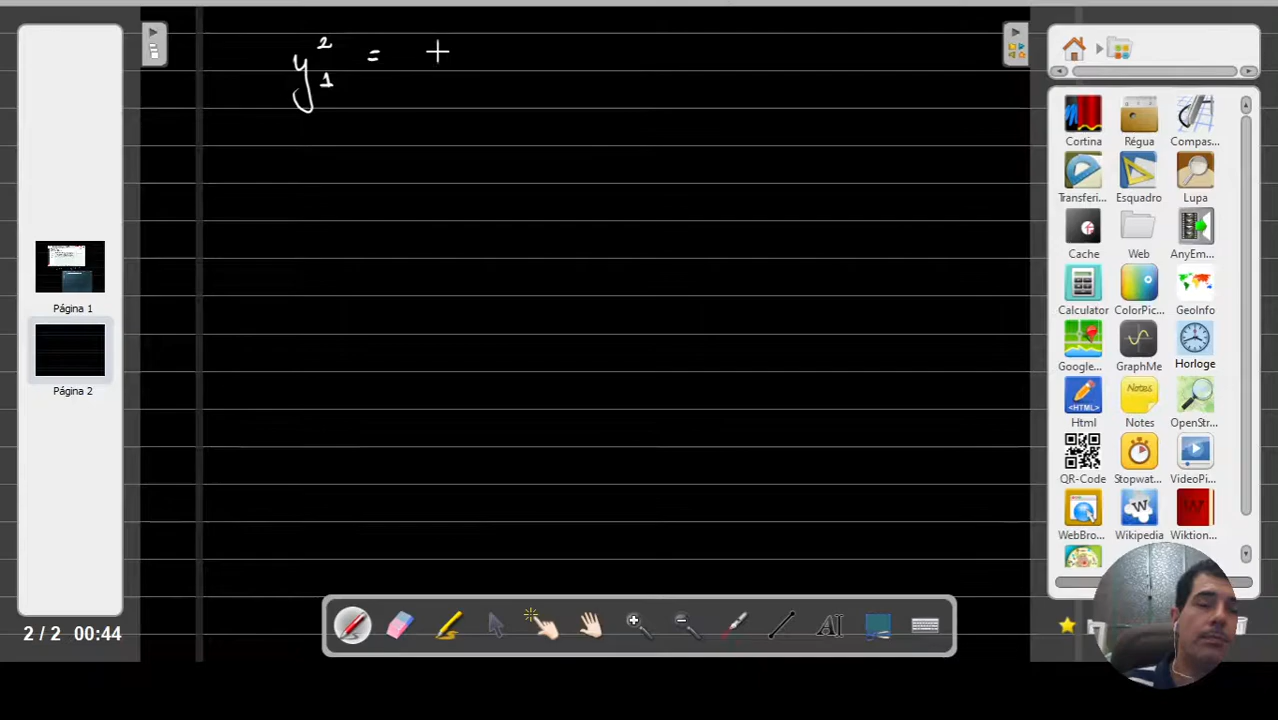 y₁² = +
Página 1
Página 2
2 / 2 00:44
Cortina Régua Compas...
Transferi... Esquadro Lupa
Cache Web AnyEm...
Calculator ColorPic... GeoInfo
Google... GraphMe Horloge
Html Notes OpenStr...
QR-Code Stopwat... VideoPi...
WebBro... Wikipedia Wiktion...